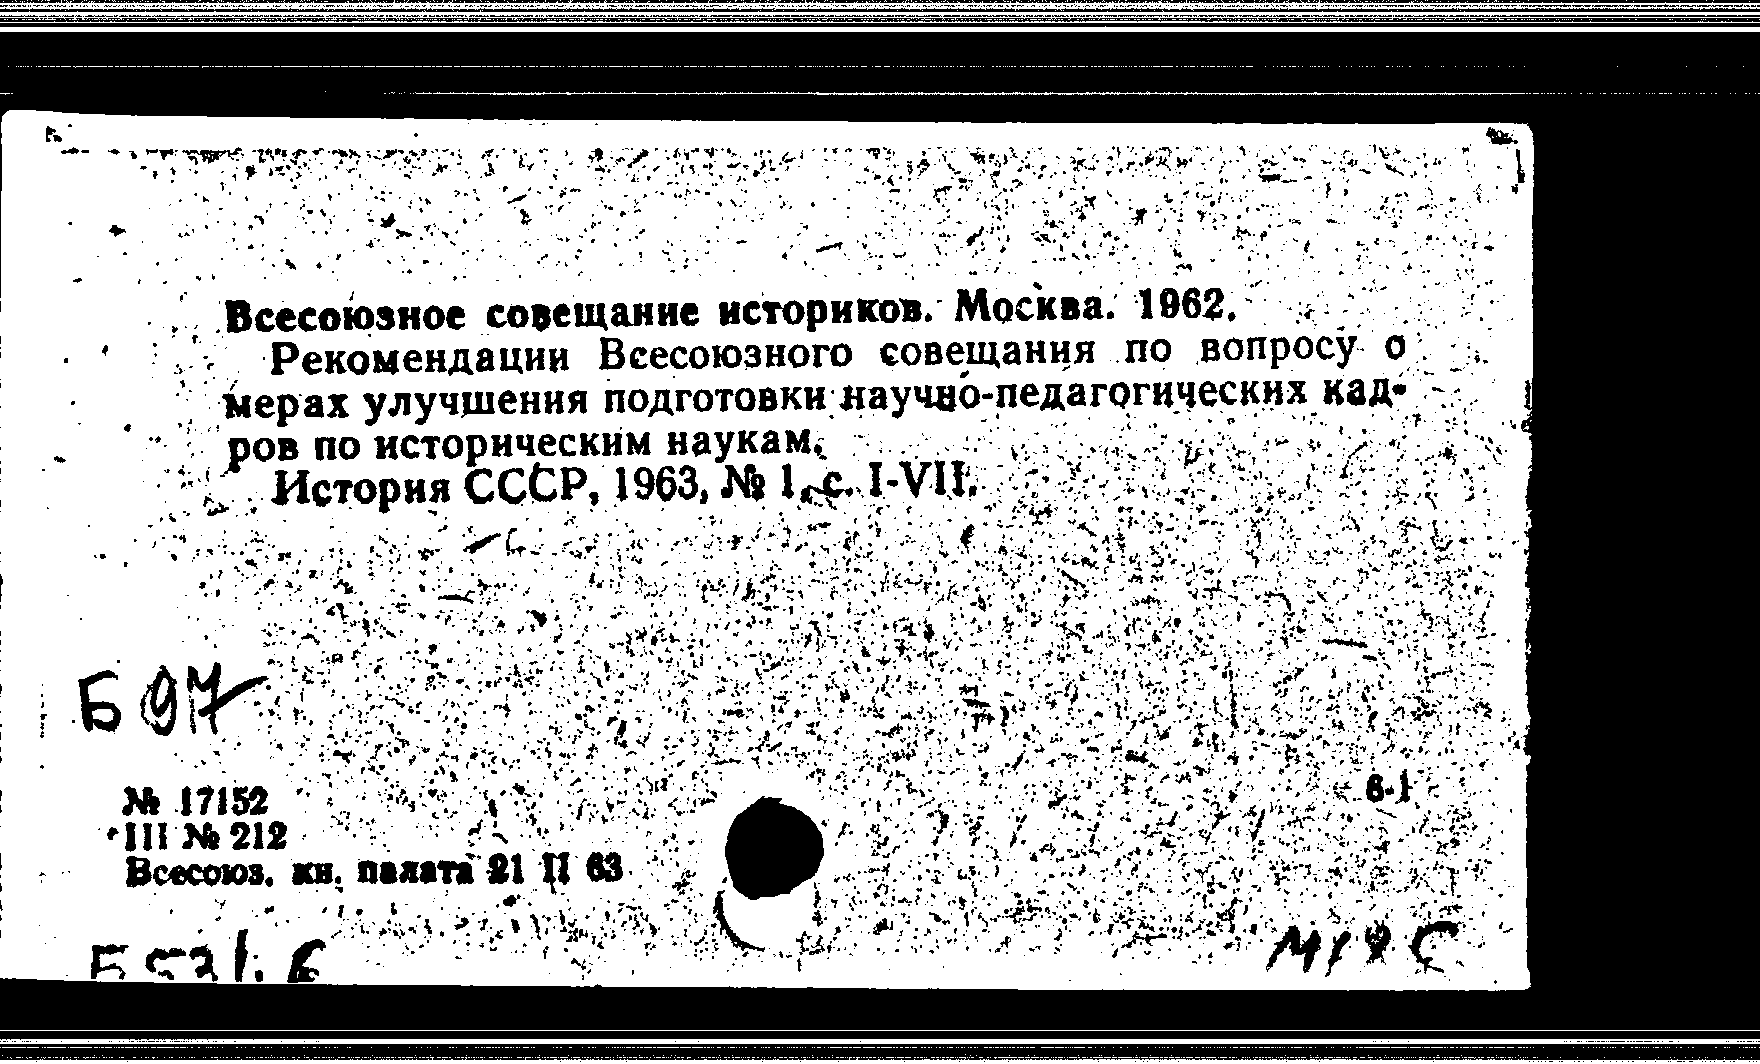 Всесоюзное совещание историков. Москва. 1962.
Рекомендации Всесоюзного совещания по вопросу о
мерах улучшения подготовки научно-педагогических кад-
ров по историческим наукам.
История СССР, 1963, № 1, с. I-VII.
Б 97
6-1
№ 17152
III № 212
Всесоюз. кн. палата 21 II 63